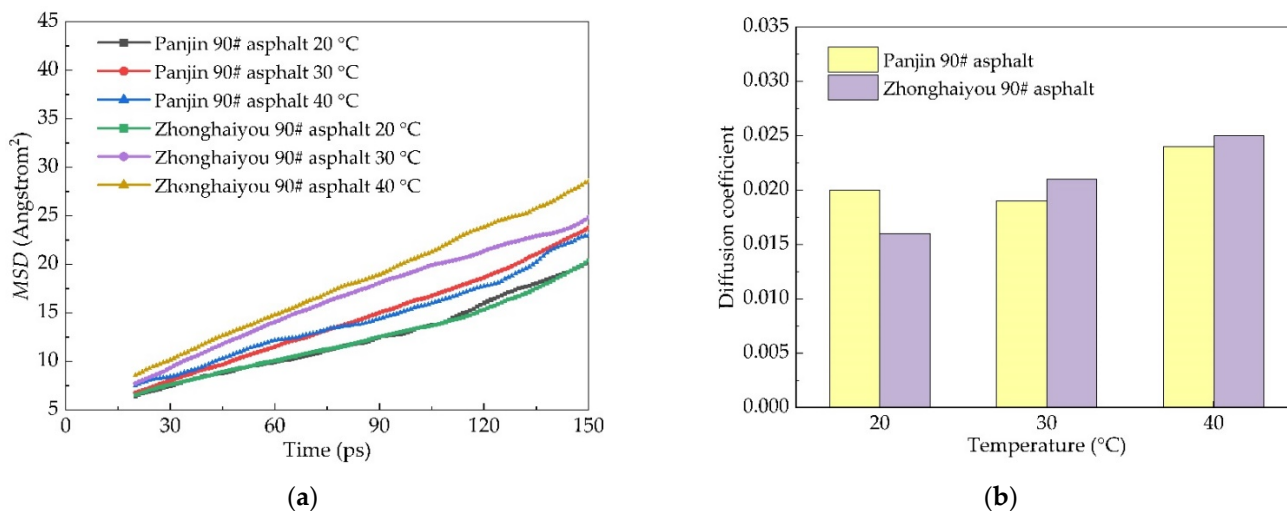 45
40
35
30
25
20
15
10
5
MSD (Angstrom²)
Panjin 90# asphalt 20 °C
Panjin 90# asphalt 30 °C
Panjin 90# asphalt 40 °C
Zhonghaiyou 90# asphalt 20 °C
Zhonghaiyou 90# asphalt 30 °C
Zhonghaiyou 90# asphalt 40 °C
0 30 60 90 120 150
Time (ps)
(a)
0.035
0.030
0.025
0.020
0.015
0.010
0.005
0.000
Diffusion coefficient
Panjin 90# asphalt
Zhonghaiyou 90# asphalt
20 30 40
Temperature (°C)
(b)